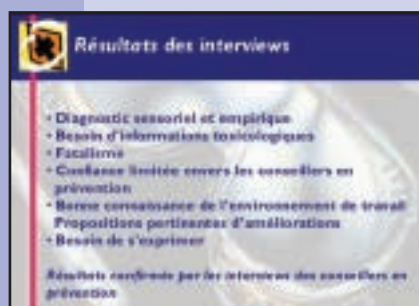 Résultats des interviews
• Diagnostic sensoriel et empirique
• Besoin d'informations toxicologiques
• Fatalisme
• Confiance limitée envers les conseillers en
prévention
• Bonne connaissance de l'environnement de travail
Propositions pertinentes d'améliorations
• Besoin de s'exprimer
Résultats confirmés par les interviews des conseillers en
prévention